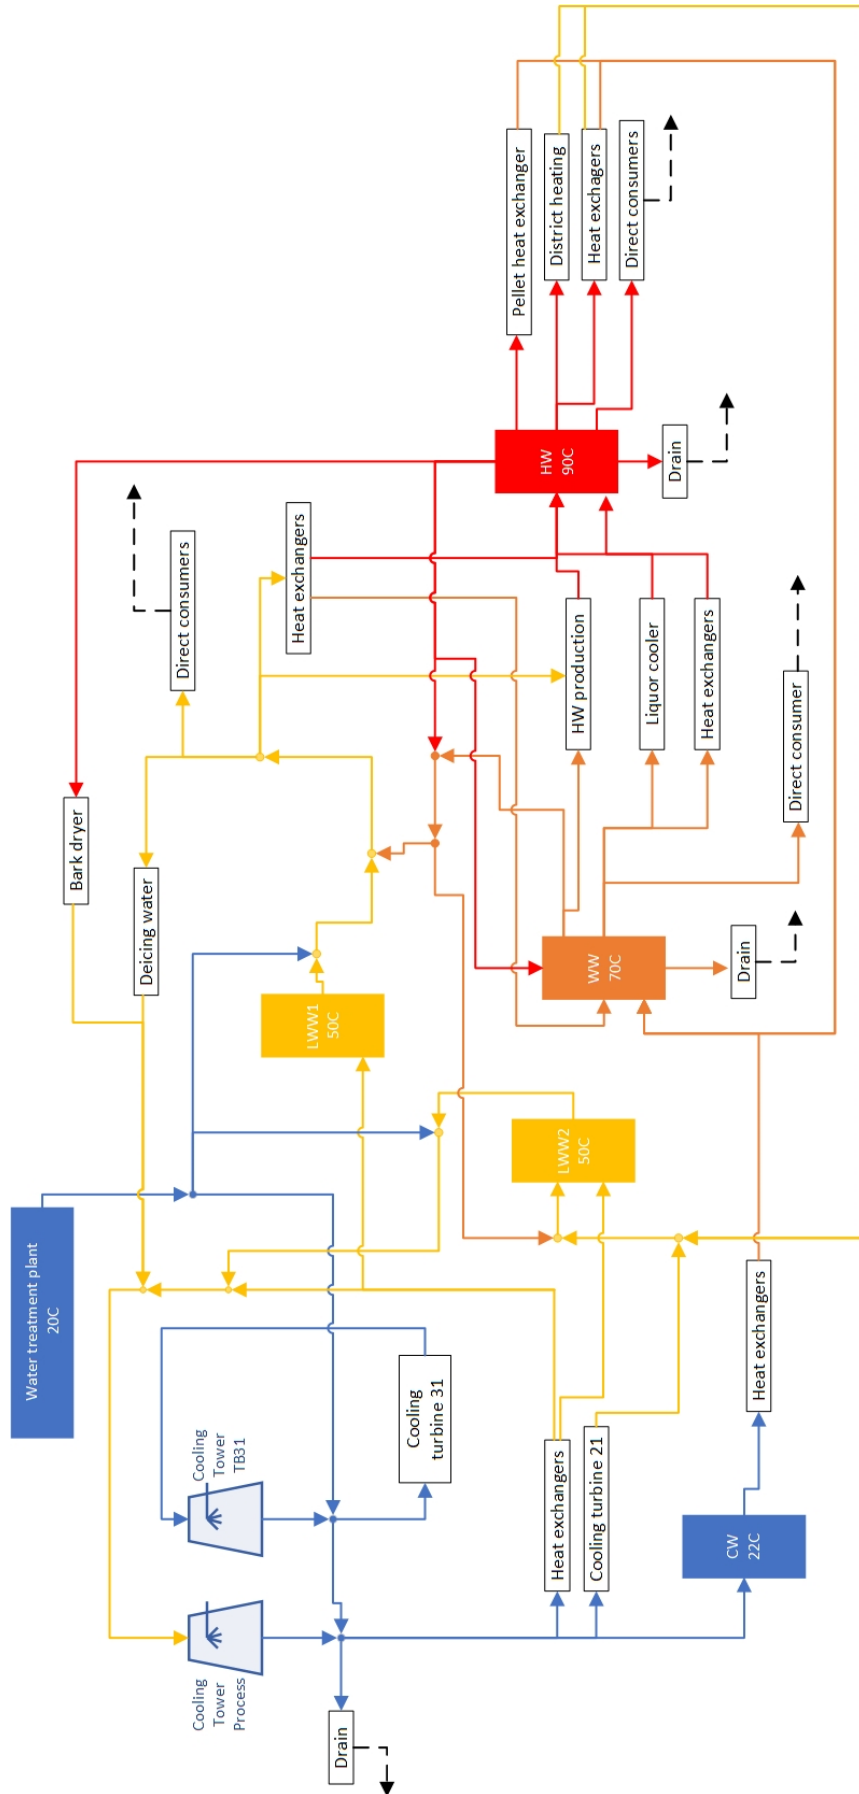 Pellet heat exchanger
District heating
Heat exchagers
Direct consumers
HW
90C
Drain
Direct consumers
Heat exchangers
HW production
Liquor cooler
Heat exchangers
Direct consumer
Bark dryer
Deicing water
LWW1
50C
WW
70C
Drain
LWW2
50C
Water treatment plant
20C
Heat exchangers
Cooling
turbine 31
Cooling
Tower
TB31
Heat exchangers
Cooling turbine 21
CW
22C
Cooling
Tower
Process
Drain